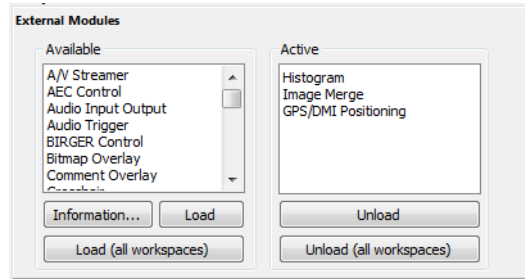 External Modules
Available
A/V Streamer
AEC Control
Audio Input Output
Audio Trigger
BIRGER Control
Bitmap Overlay
Comment Overlay
Information...
Load
Load (all workspaces)
Active
Histogram
Image Merge
GPS/DMI Positioning
Unload
Unload (all workspaces)